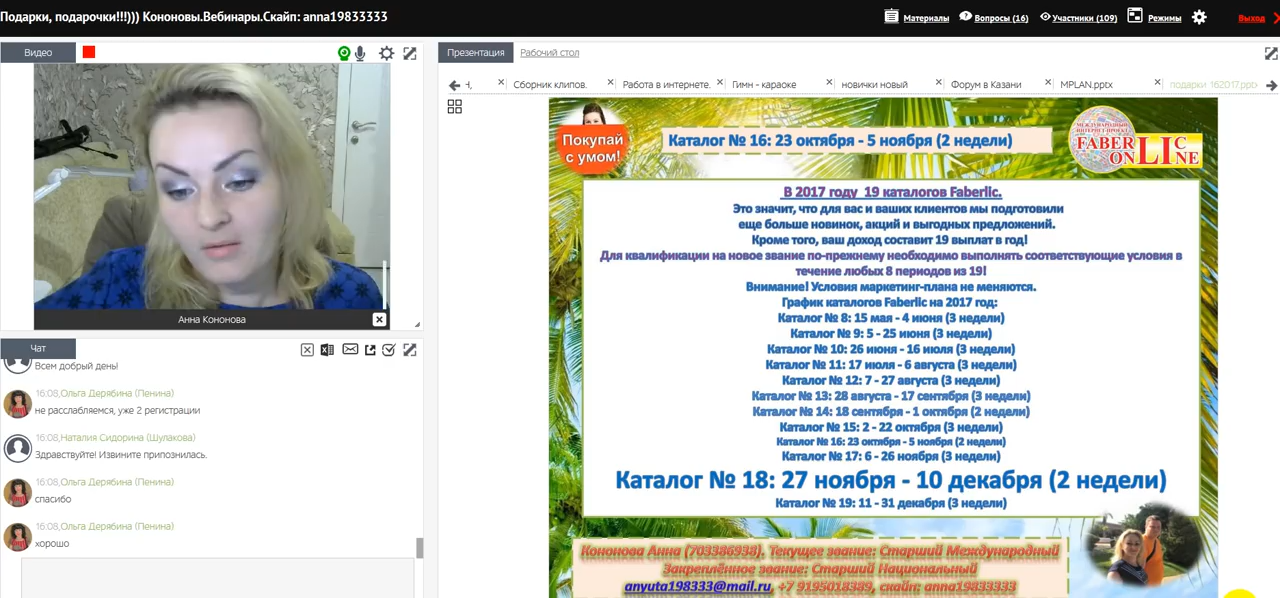 Подарки, подарочки!!!))) Кононовы.Вебинары.Скайп: anna19833333
Материалы
Вопросы (16)
Участники (109)
Режимы
Выход
Видео
Презентация
Рабочий стол
Сборник клипов.
Работа в интернете.
Гимн - караоке
новички новый
Форум в Казани
MPLAN.pptx
подарки 162017.pptx
Покупай
с умом!
Каталог № 16: 23 октября - 5 ноября (2 недели)
МЕЖДУНАРОДНЫЙ
ИНТЕРНЕТ-ПРОЕКТ
FABERLIC
ONLINE
В 2017 году 19 каталогов Faberlic.
Это значит, что для вас и ваших клиентов мы подготовили
еще больше новинок, акций и выгодных предложений.
Кроме того, ваш доход составит 19 выплат в год!
Для квалификации на новое звание по-прежнему необходимо выполнять соответствующие условия в
течение любых 8 периодов из 19!
Внимание! Условия маркетинг-плана не меняются.
График каталогов Faberlic на 2017 год:
Каталог № 8: 15 мая - 4 июня (3 недели)
Каталог № 9: 5 - 25 июня (3 недели)
Каталог № 10: 26 июня - 16 июля (3 недели)
Каталог № 11: 17 июля - 6 августа (3 недели)
Каталог № 12: 7 - 27 августа (3 недели)
Каталог № 13: 28 августа - 17 сентября (3 недели)
Каталог № 14: 18 сентября - 1 октября (2 недели)
Каталог № 15: 2 - 22 октября (3 недели)
Каталог № 16: 23 октября - 5 ноября (2 недели)
Каталог № 17: 6 - 26 ноября (3 недели)
Каталог № 18: 27 ноября - 10 декабря (2 недели)
Каталог № 19: 11 - 31 декабря (3 недели)
Кононова Анна (703386938). Текущее звание: Старший Международный
Закреплённое звание: Старший Национальный
anyuta198333@mail.ru, +7 9195018389, скайп: anna19833333
Анна Кононова
Чат
Всем добрый день!
16:08,Ольга Дерябина (Пенина)
не расслабляемся, уже 2 регистрации
16:08,Наталия Сидорина (Шулакова)
Здравствуйте! Извините припозналась.
16:08,Ольга Дерябина (Пенина)
спасибо
16:08,Ольга Дерябина (Пенина)
хорошо